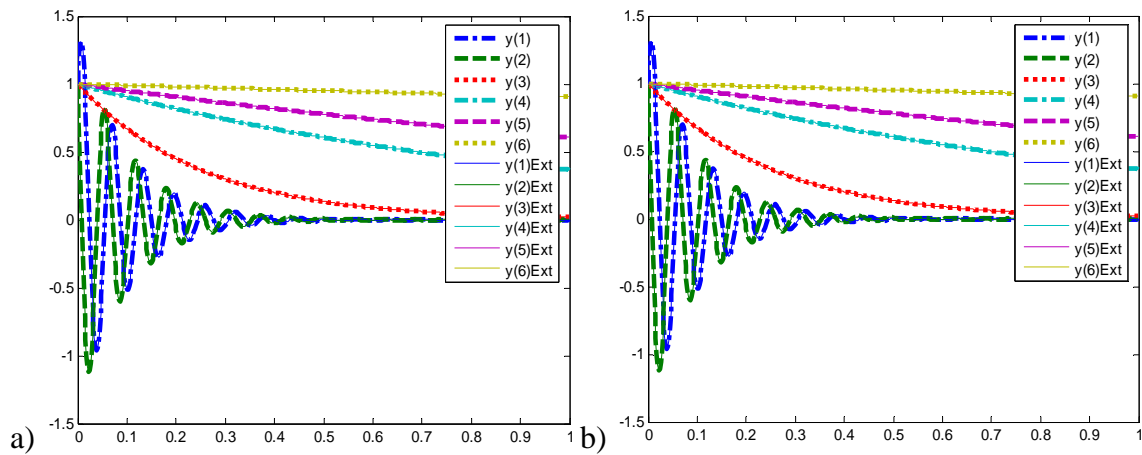 a)
1.5
1
0.5
0
-0.5
-1
-1.5
0 0.1 0.2 0.3 0.4 0.5 0.6 0.7 0.8 0.9 1
y(1)
y(2)
y(3)
y(4)
y(5)
y(6)
y(1)Ext
y(2)Ext
y(3)Ext
y(4)Ext
y(5)Ext
y(6)Ext
b)
1.5
1
0.5
0
-0.5
-1
-1.5
0 0.1 0.2 0.3 0.4 0.5 0.6 0.7 0.8 0.9 1
y(1)
y(2)
y(3)
y(4)
y(5)
y(6)
y(1)Ext
y(2)Ext
y(3)Ext
y(4)Ext
y(5)Ext
y(6)Ext